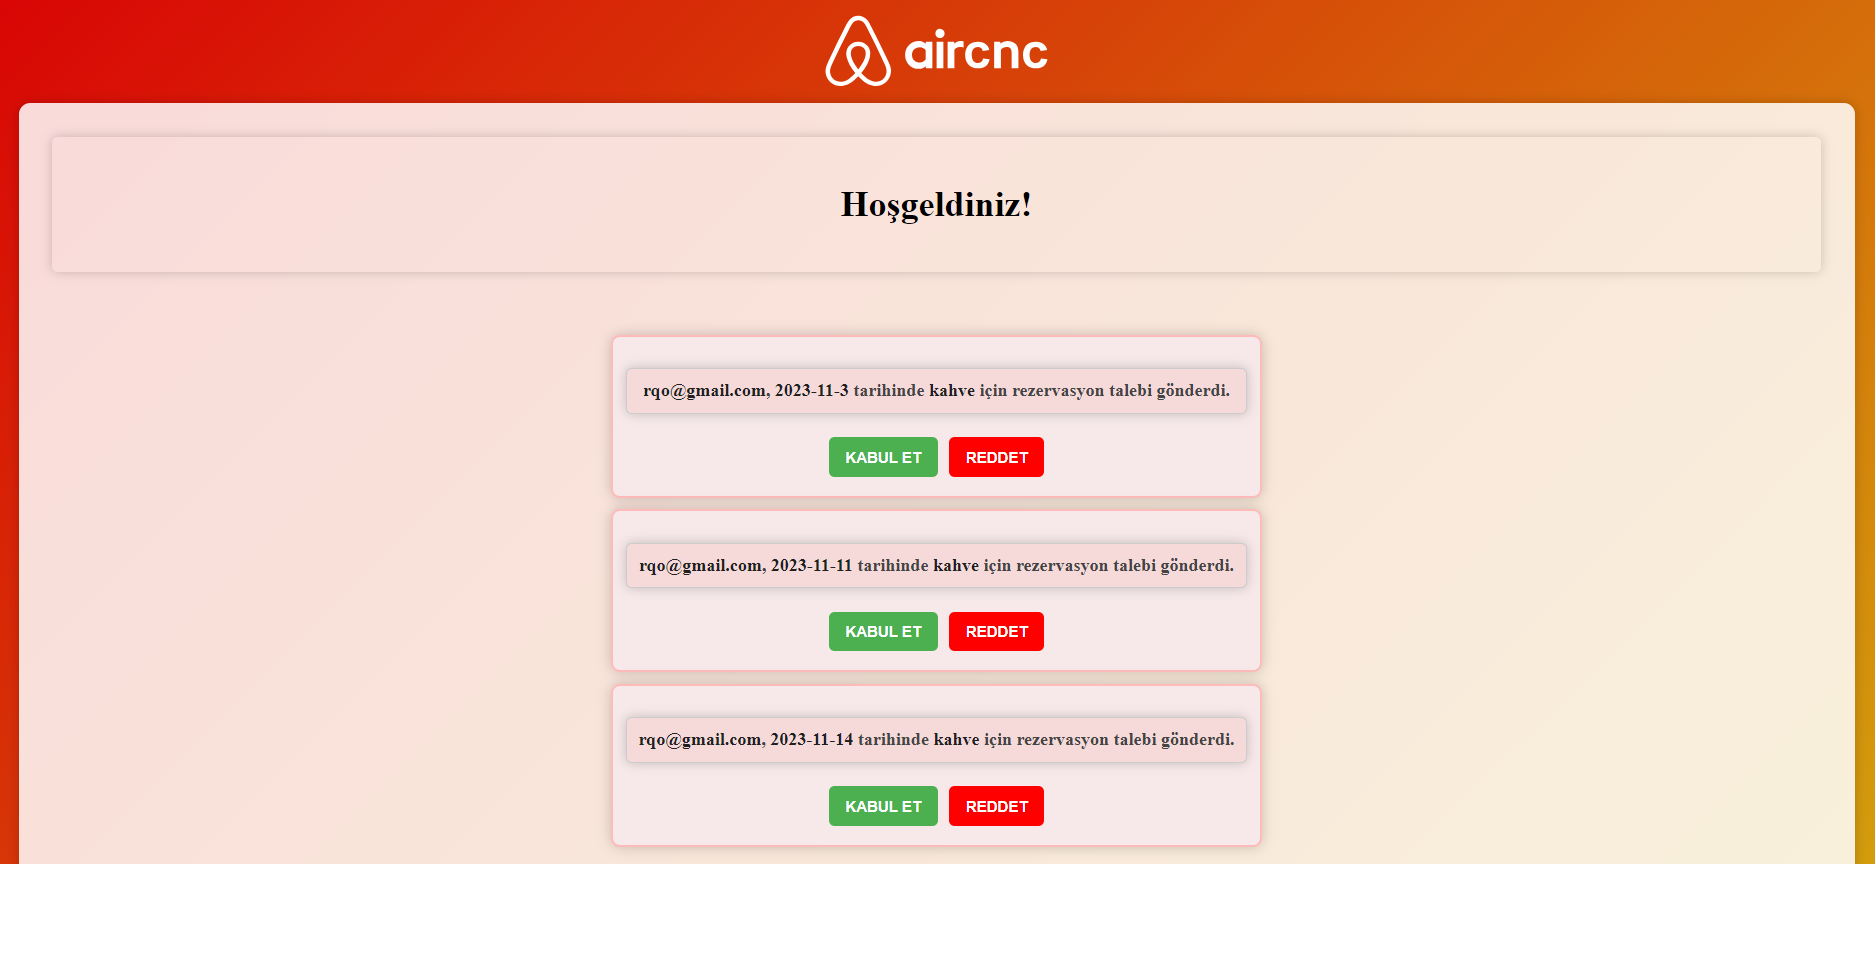 aircnc
Hoşgeldiniz!
rqo@gmail.com, 2023-11-3 tarihinde kahve için rezervasyon talebi gönderdi.
KABUL ET REDDET
rqo@gmail.com, 2023-11-11 tarihinde kahve için rezervasyon talebi gönderdi.
KABUL ET REDDET
rqo@gmail.com, 2023-11-14 tarihinde kahve için rezervasyon talebi gönderdi.
KABUL ET REDDET